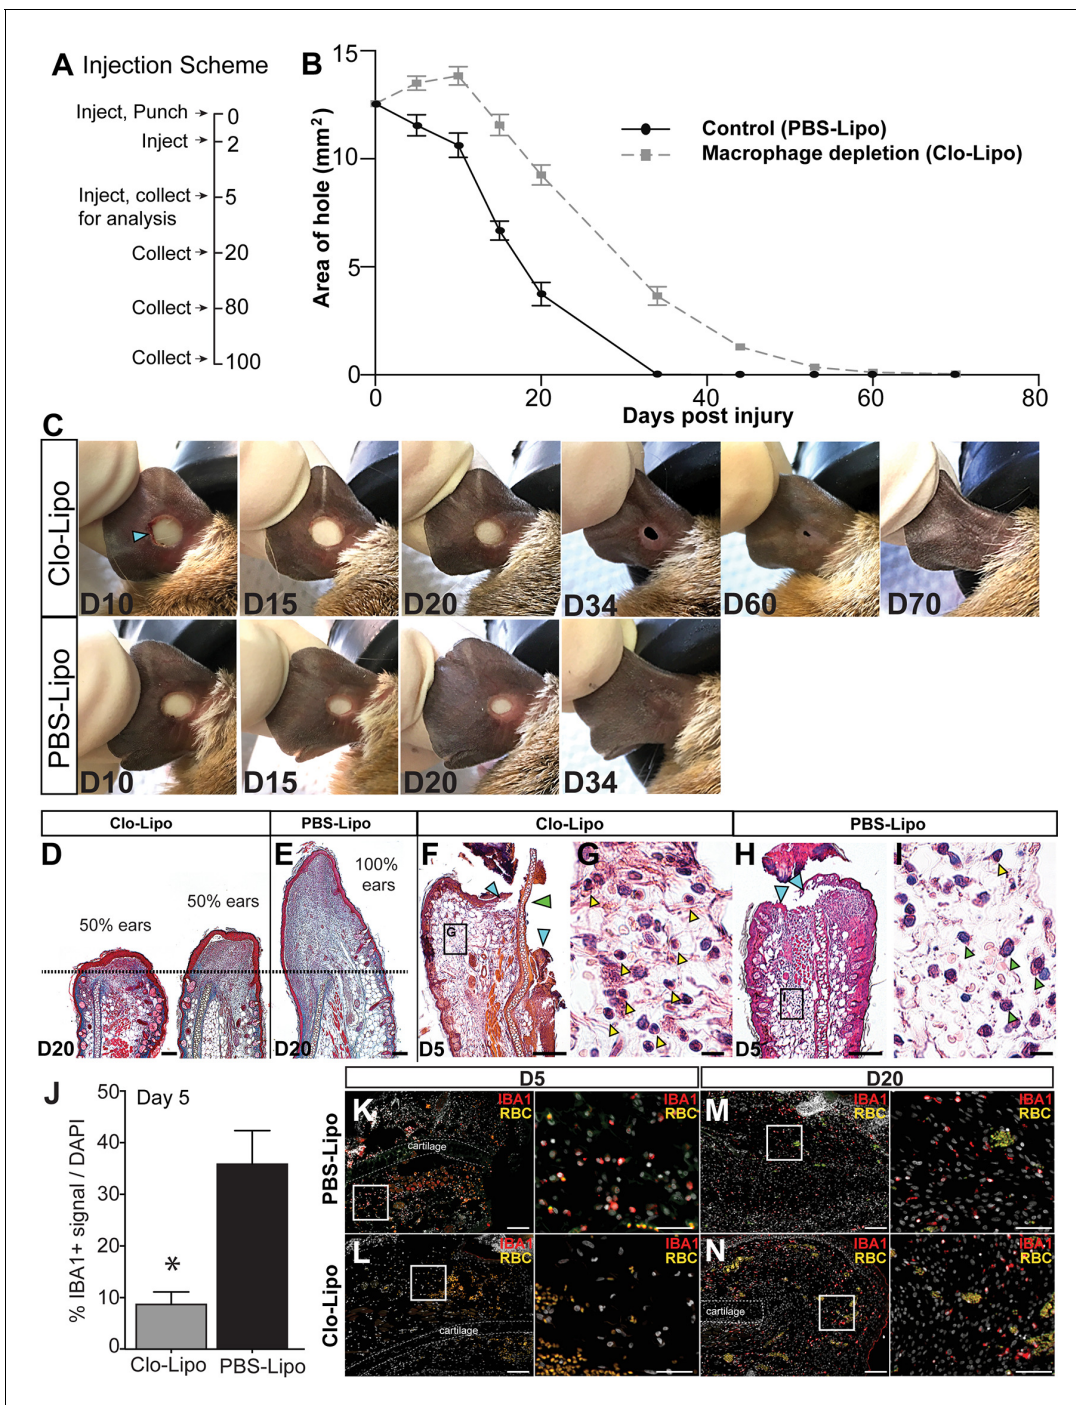 A Injection Scheme
Inject, Punch 0
Inject 2
Inject, collect
for analysis 5
Collect 20
Collect 80
Collect 100
B
15
10
5
0
Area of hole (mm²)
0 20 40 60 80
Days post injury
Control (PBS-Lipo)
Macrophage depletion (Clo-Lipo)
C
Clo-Lipo
D10 D15 D20 D34 D60 D70
PBS-Lipo
D10 D15 D20 D34
Clo-Lipo PBS-Lipo Clo-Lipo PBS-Lipo
D E F G H I
50% ears
50% ears
100%
ears
G
I
D20 D20 D5 D5
J
Day 5
50
40
30
20
10
0
% IBA1+ signal / DAPI
*
Clo-Lipo PBS-Lipo
D5 D20
PBS-Lipo
K IBA1
RBC
cartilage
IBA1
RBC
M IBA1
RBC
IBA1
RBC
Clo-Lipo
L IBA1
RBC
cartilage
IBA1
RBC
N IBA1
RBC
cartilage
IBA1
RBC